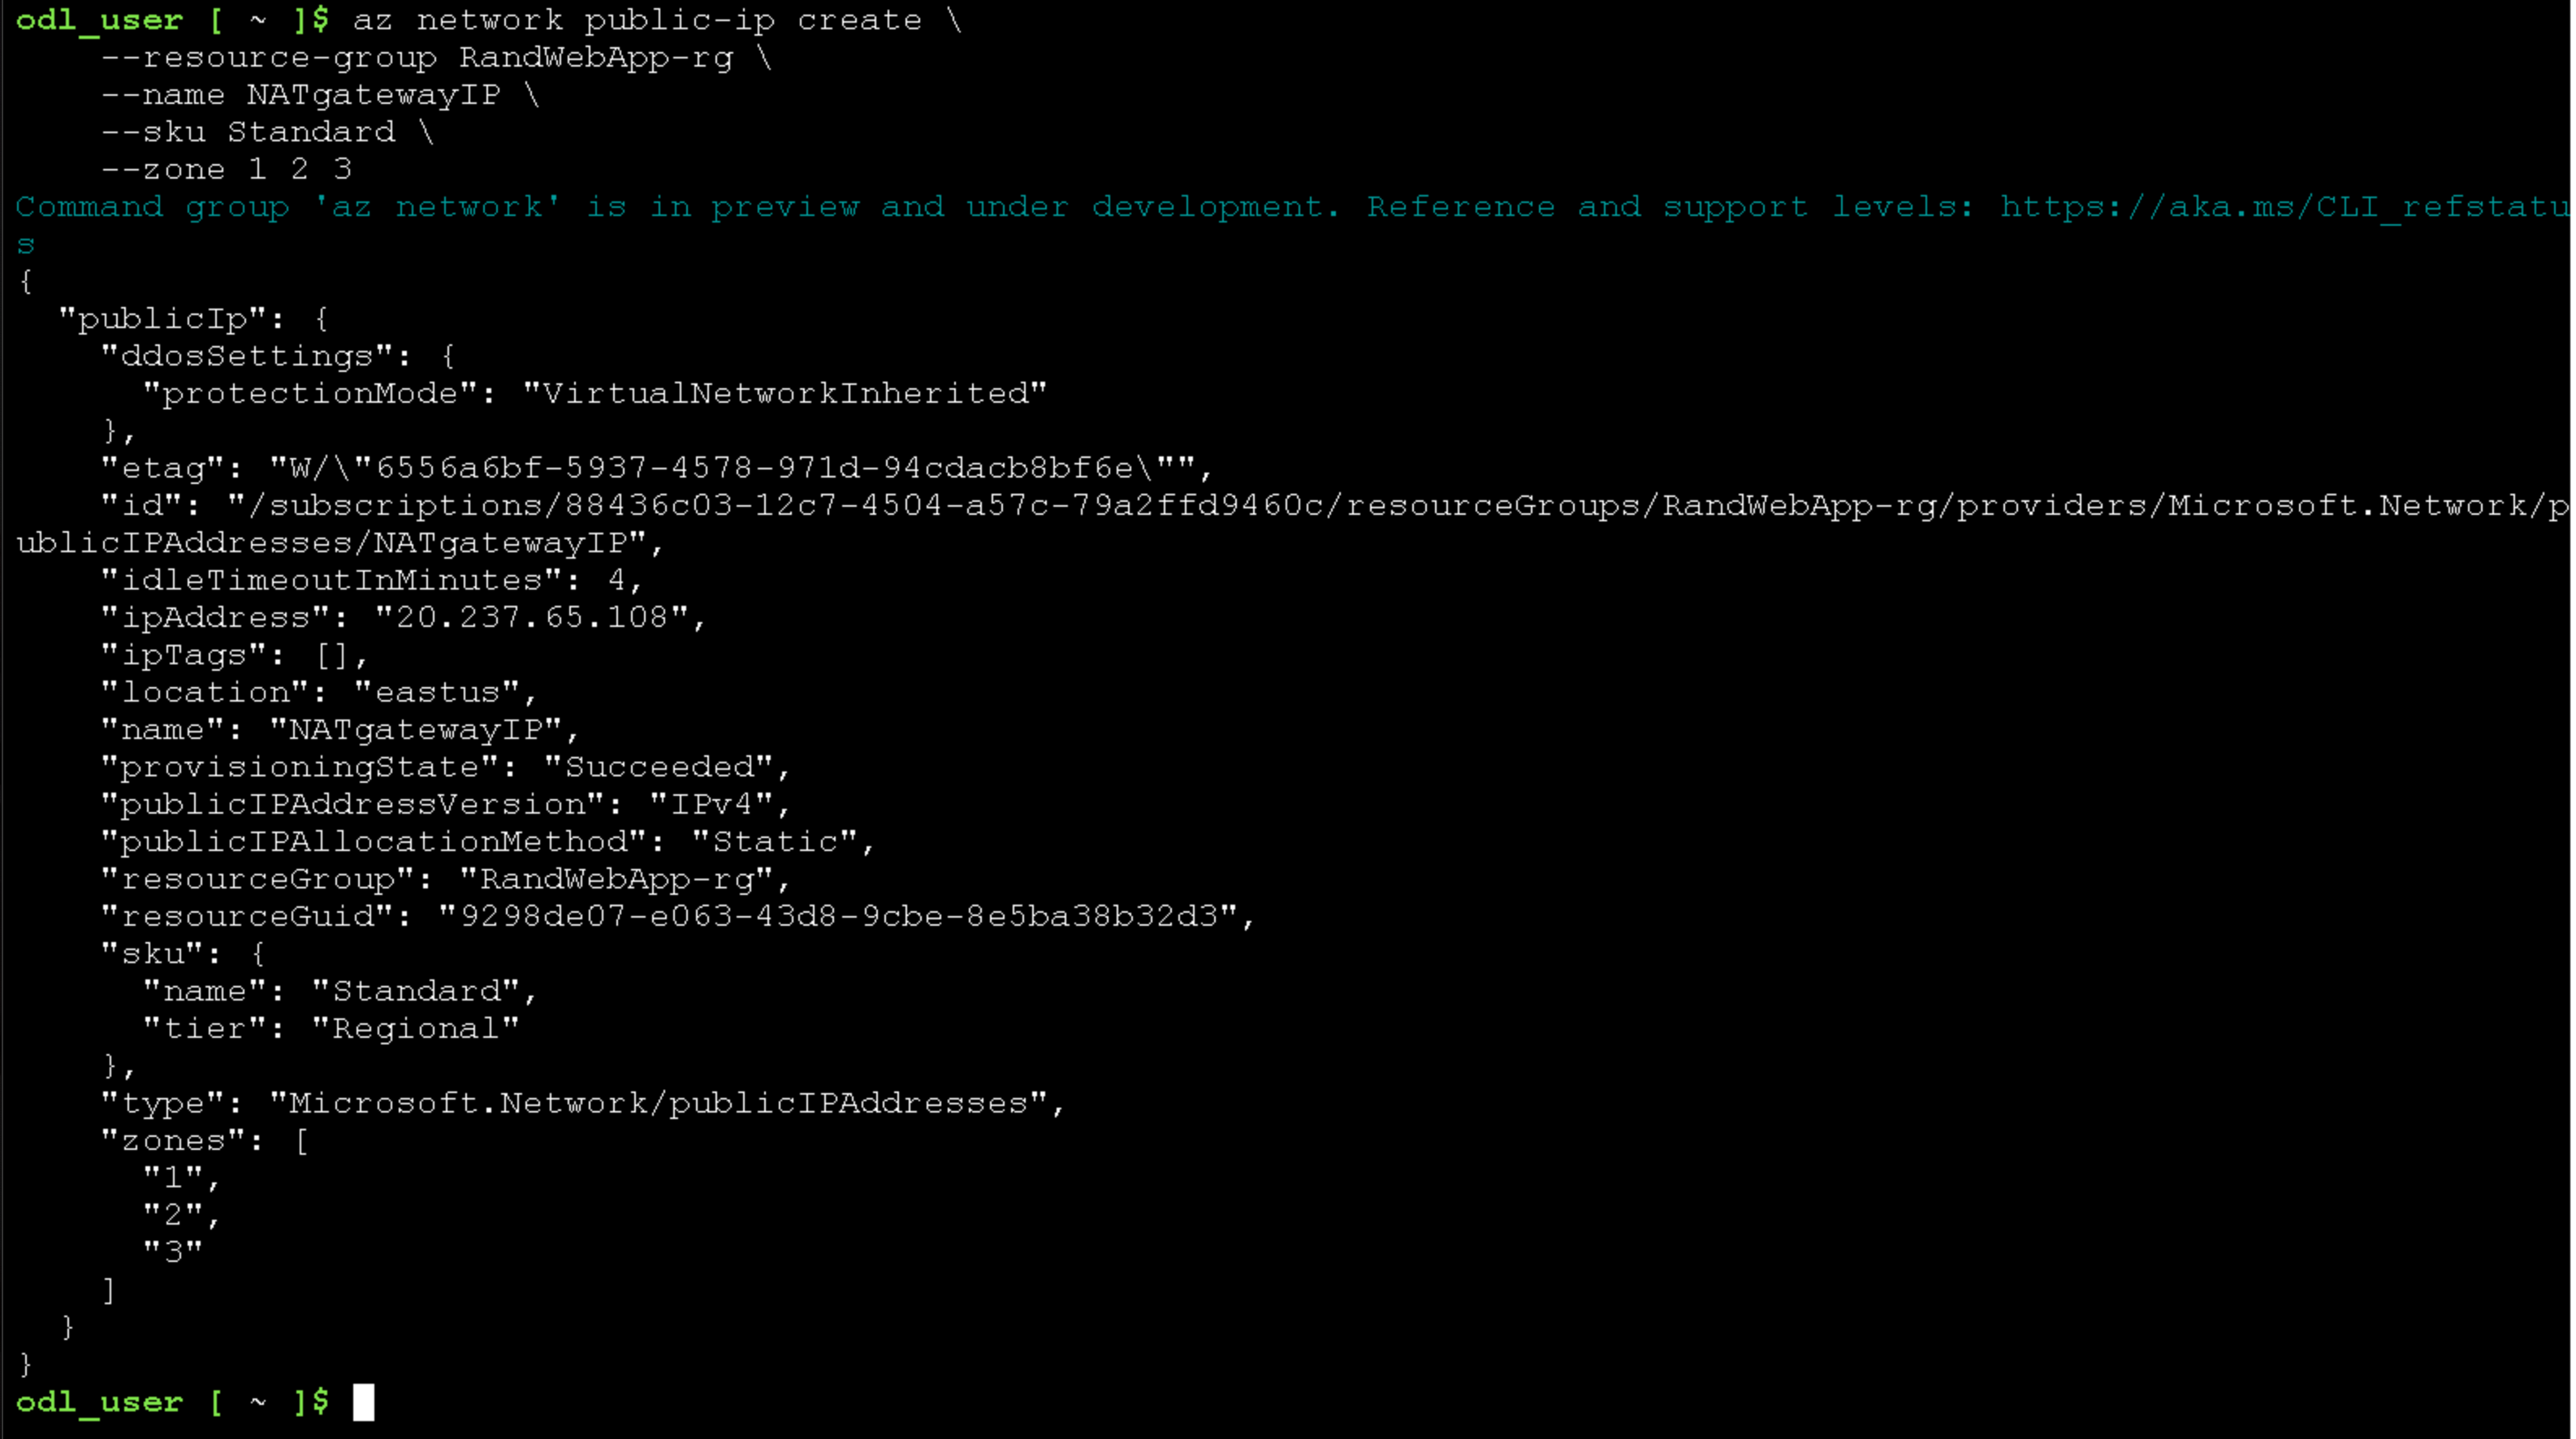 odl_user [ ~ ]$ az network public-ip create \
    --resource-group RandWebApp-rg \
    --name NATgatewayIP \
    --sku Standard \
    --zone 1 2 3
Command group 'az network' is in preview and under development. Reference and support levels: https://aka.ms/CLI_refstatu
s
{
  "publicIp": {
    "ddosSettings": {
      "protectionMode": "VirtualNetworkInherited"
    },
    "etag": "W/\"6556a6bf-5937-4578-971d-94cdacb8bf6e\"",
    "id": "/subscriptions/88436c03-12c7-4504-a57c-79a2ffd9460c/resourceGroups/RandWebApp-rg/providers/Microsoft.Network/p
ublicIPAddresses/NATgatewayIP",
    "idleTimeoutInMinutes": 4,
    "ipAddress": "20.237.65.108",
    "ipTags": [],
    "location": "eastus",
    "name": "NATgatewayIP",
    "provisioningState": "Succeeded",
    "publicIPAddressVersion": "IPv4",
    "publicIPAllocationMethod": "Static",
    "resourceGroup": "RandWebApp-rg",
    "resourceGuid": "9298de07-e063-43d8-9cbe-8e5ba38b32d3",
    "sku": {
      "name": "Standard",
      "tier": "Regional"
    },
    "type": "Microsoft.Network/publicIPAddresses",
    "zones": [
      "1",
      "2",
      "3"
    ]
  }
}
odl_user [ ~ ]$